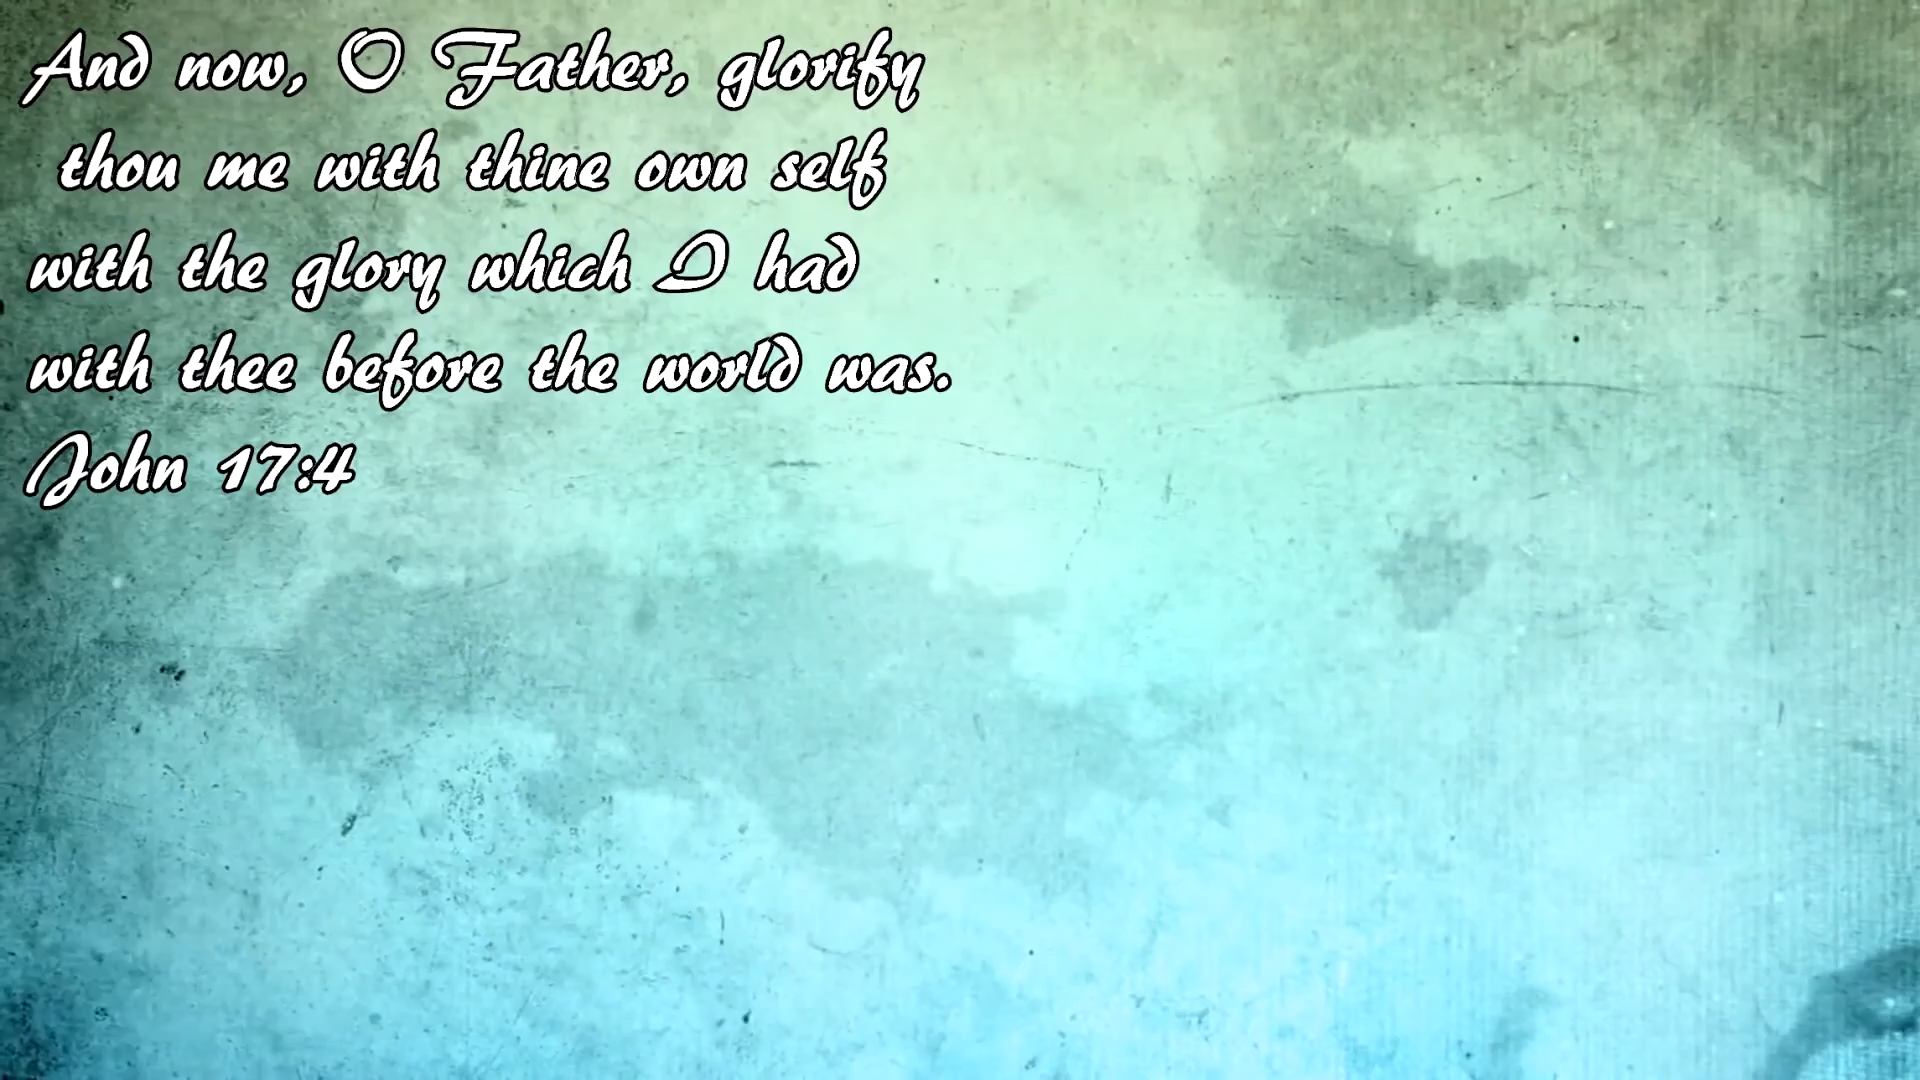 And now, O Father, glorify
thou me with thine own self
with the glory which I had
with thee before the world was.
John 17:4